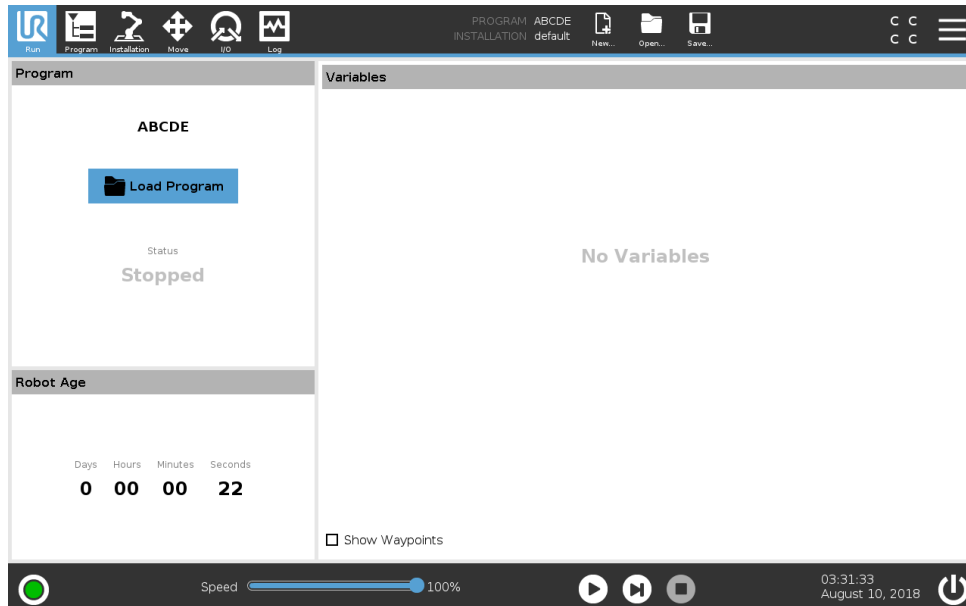 UR
Run Program Installation Move I/O Log
PROGRAM ABCDE
INSTALLATION default
New... Open... Save...
C C
C C
Program
ABCDE
Load Program
Status
Stopped
Variables
No Variables
Robot Age
Days Hours Minutes Seconds
0 00 00 22
Show Waypoints
Speed 100%
03:31:33
August 10, 2018